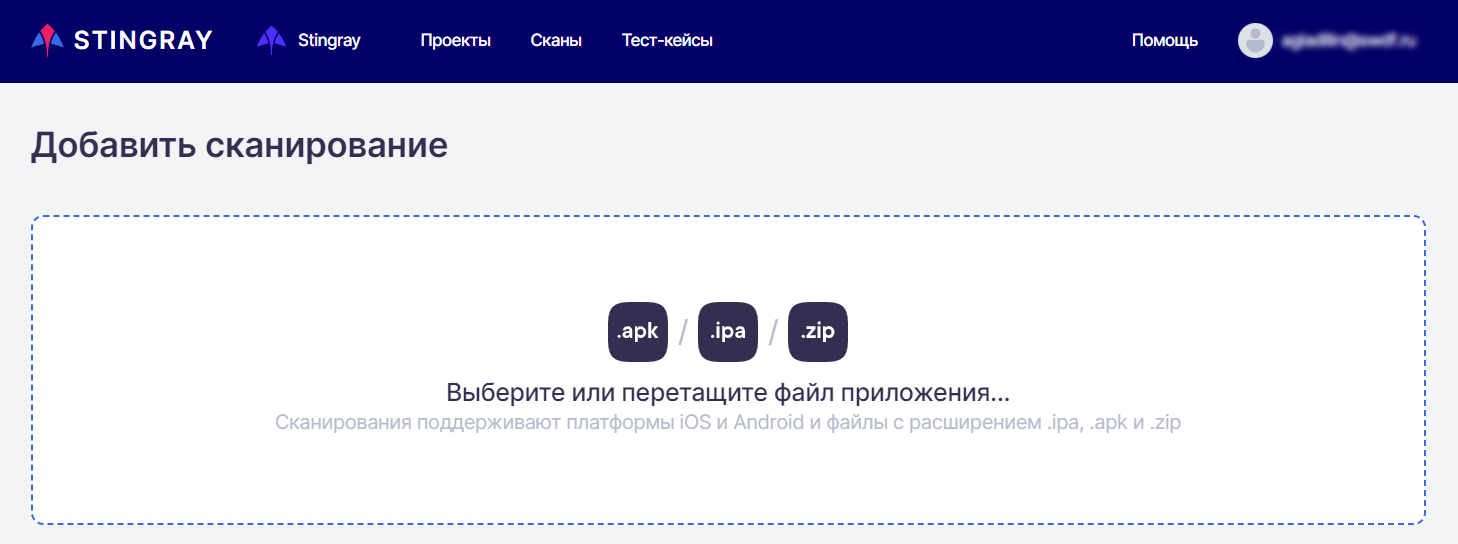 STINGRAY Stingray Проекты Сканы Тест-кейсы Помощь
Добавить сканирование
.apk / .ipa / .zip
Выберите или перетащите файл приложения...
Сканирования поддерживают платформы iOS и Android и файлы с расширением .ipa, .apk и .zip